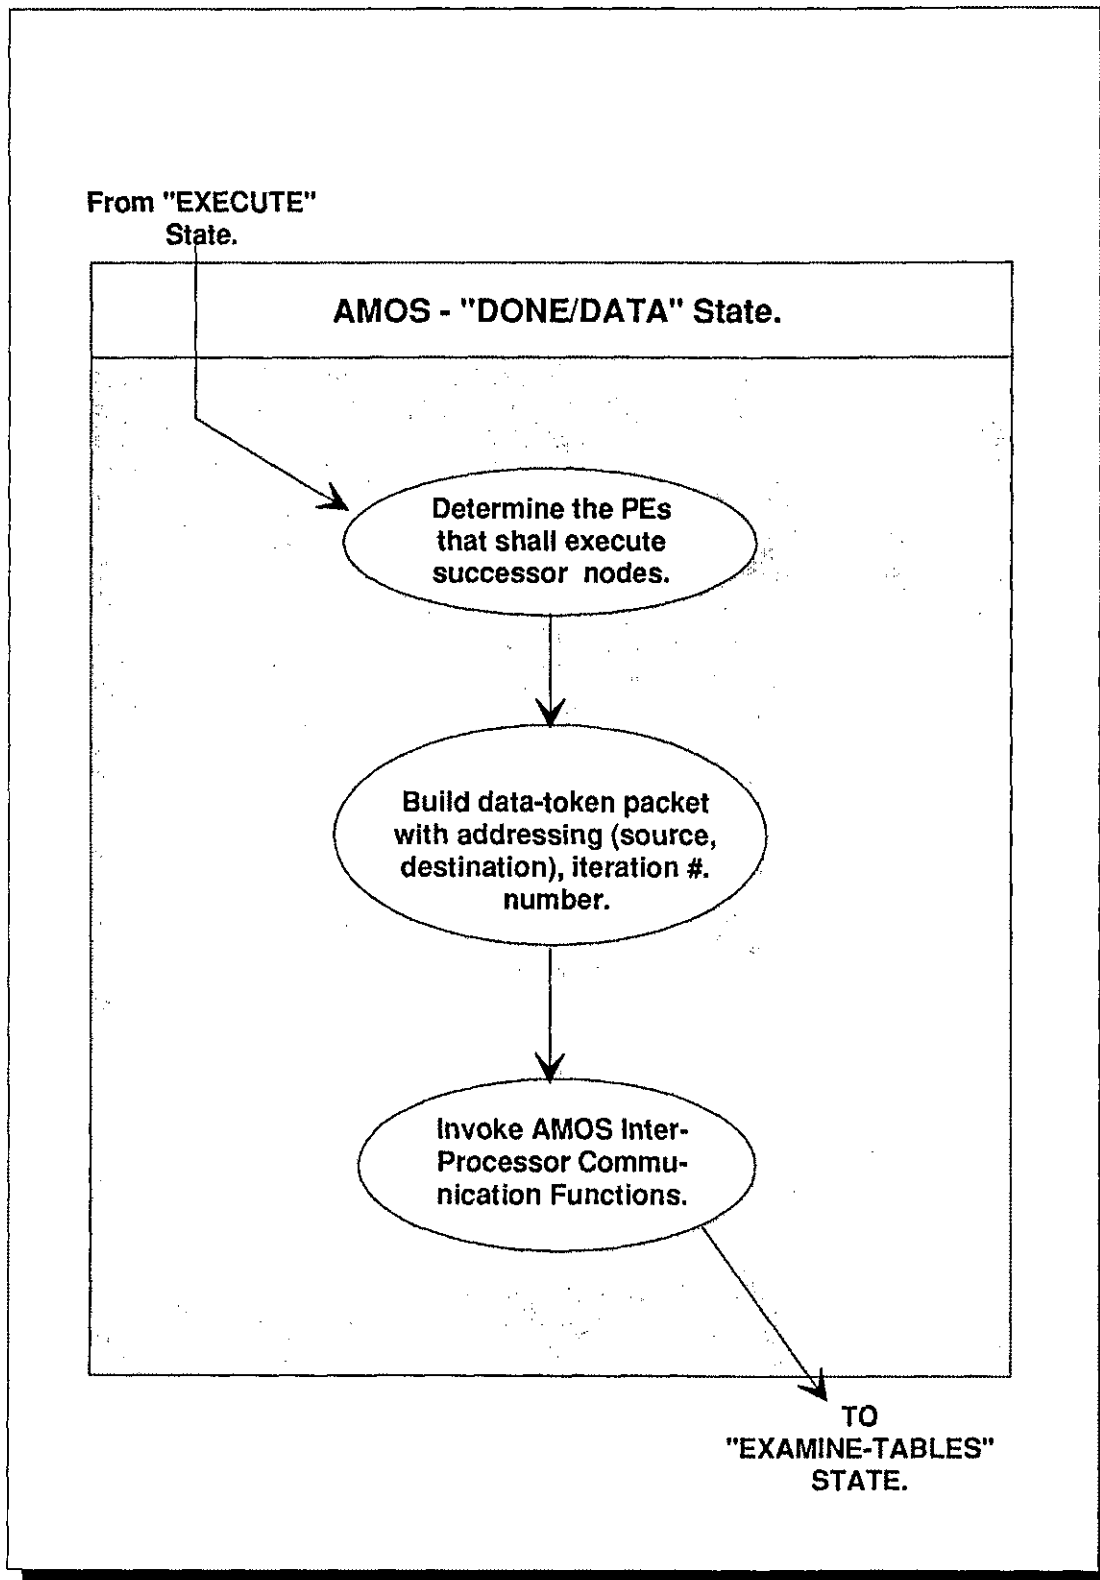 From "EXECUTE"
State.
AMOS - "DONE/DATA" State.
Determine the PEs
that shall execute
successor nodes.
Build data-token packet
with addressing (source,
destination), iteration #.
number.
Invoke AMOS Inter-
Processor Commu-
nication Functions.
TO
"EXAMINE-TABLES"
STATE.